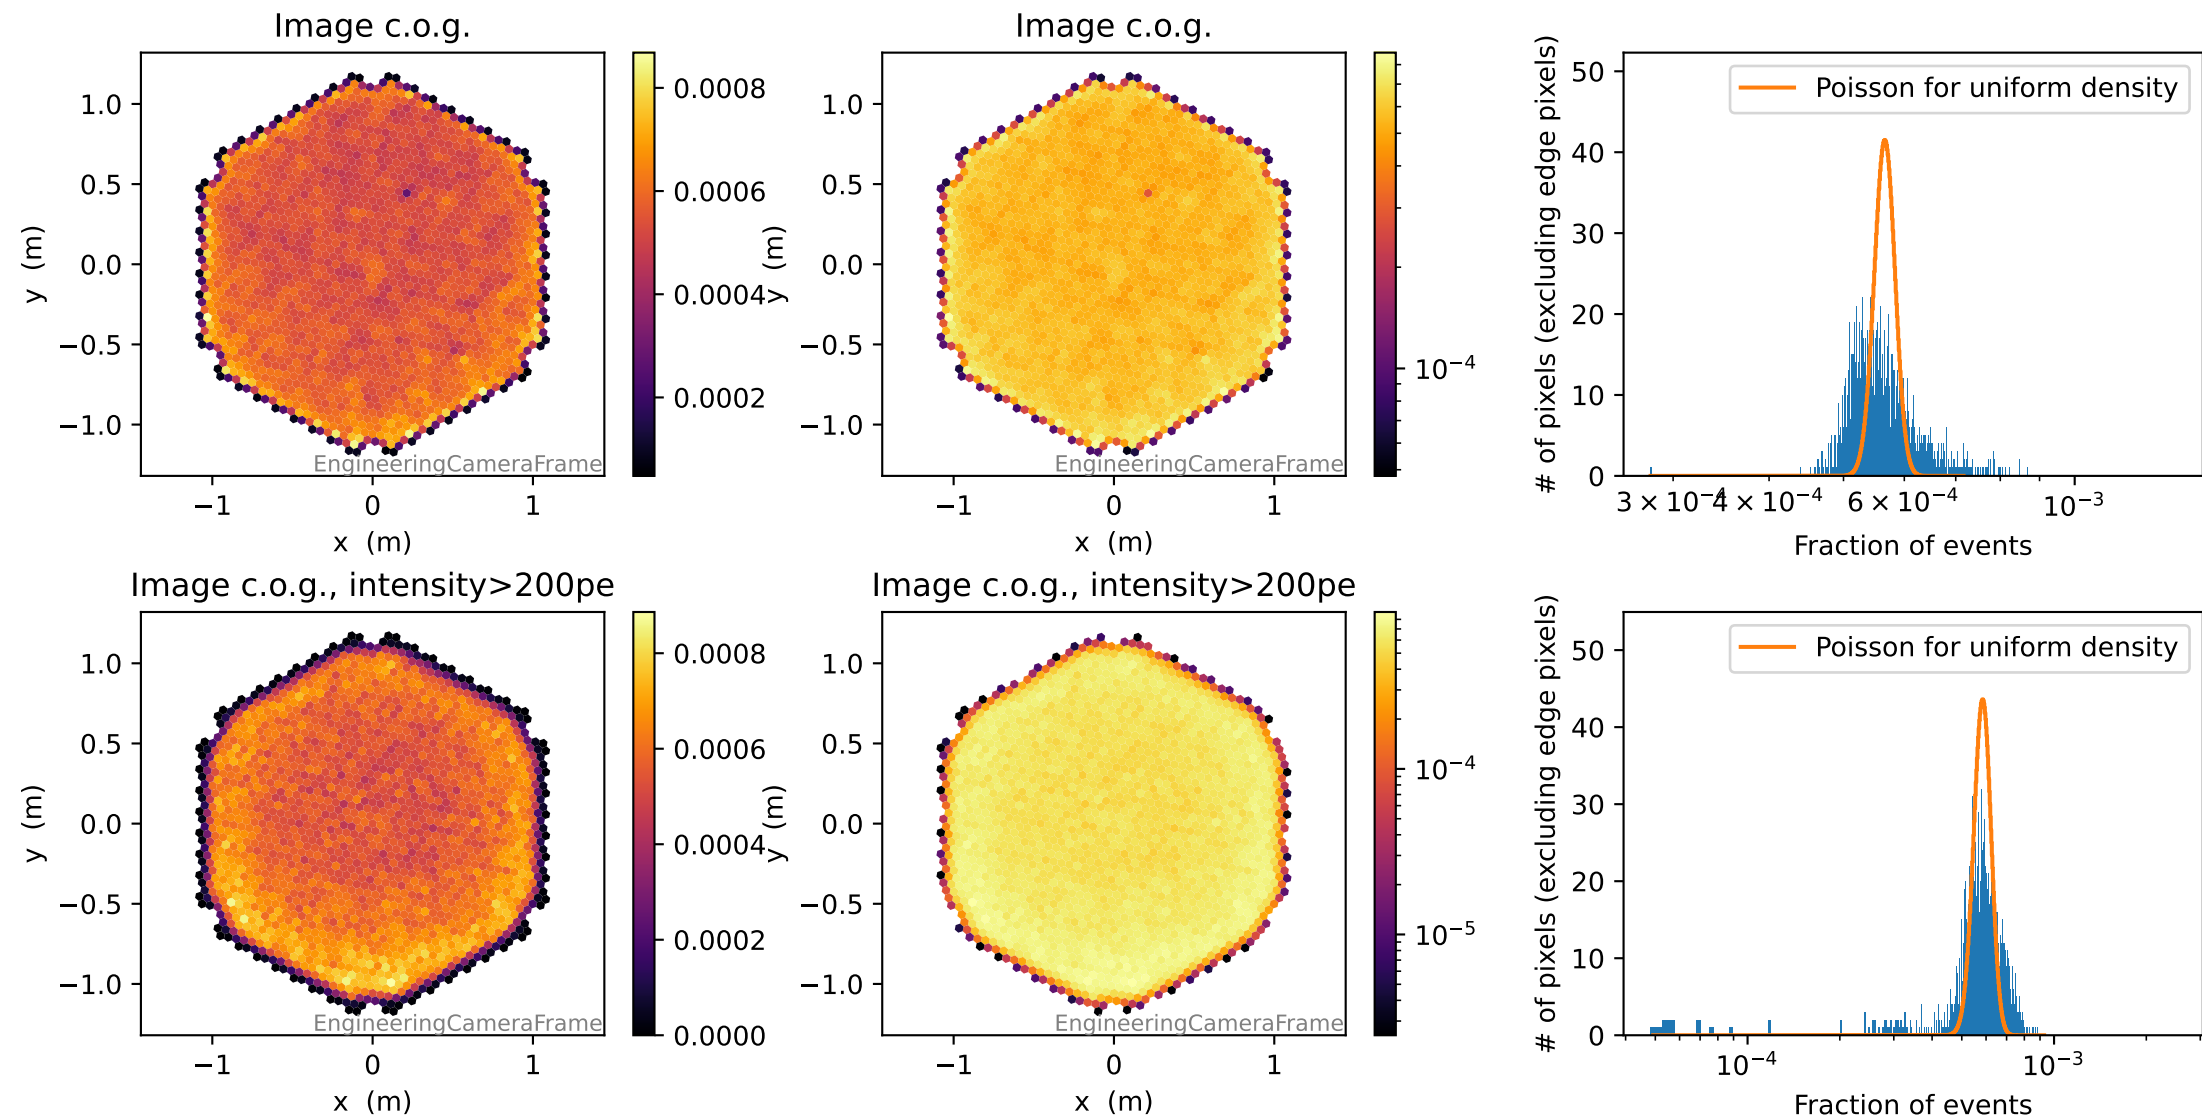 Image c.o.g.
1.0
0.5
0.0
−0.5
−1.0
y (m)
−1
0
1
x (m)
EngineeringCameraFrame
0.0008
0.0006
0.0004
0.0002
Image c.o.g.
1.0
0.5
0.0
−0.5
−1.0
y (m)
−1
0
1
x (m)
EngineeringCameraFrame
10⁻⁴
# of pixels (excluding edge pixels)
50
40
30
20
10
0
Poisson for uniform density
3 × 10⁻⁴
4 × 10⁻⁴
6 × 10⁻⁴
10⁻³
Fraction of events
Image c.o.g., intensity>200pe
1.0
0.5
0.0
−0.5
−1.0
y (m)
−1
0
1
x (m)
EngineeringCameraFrame
0.0008
0.0006
0.0004
0.0002
0.0000
Image c.o.g., intensity>200pe
1.0
0.5
0.0
−0.5
−1.0
y (m)
−1
0
1
x (m)
EngineeringCameraFrame
10⁻⁴
10⁻⁵
# of pixels (excluding edge pixels)
50
40
30
20
10
0
Poisson for uniform density
10⁻⁴
10⁻³
Fraction of events